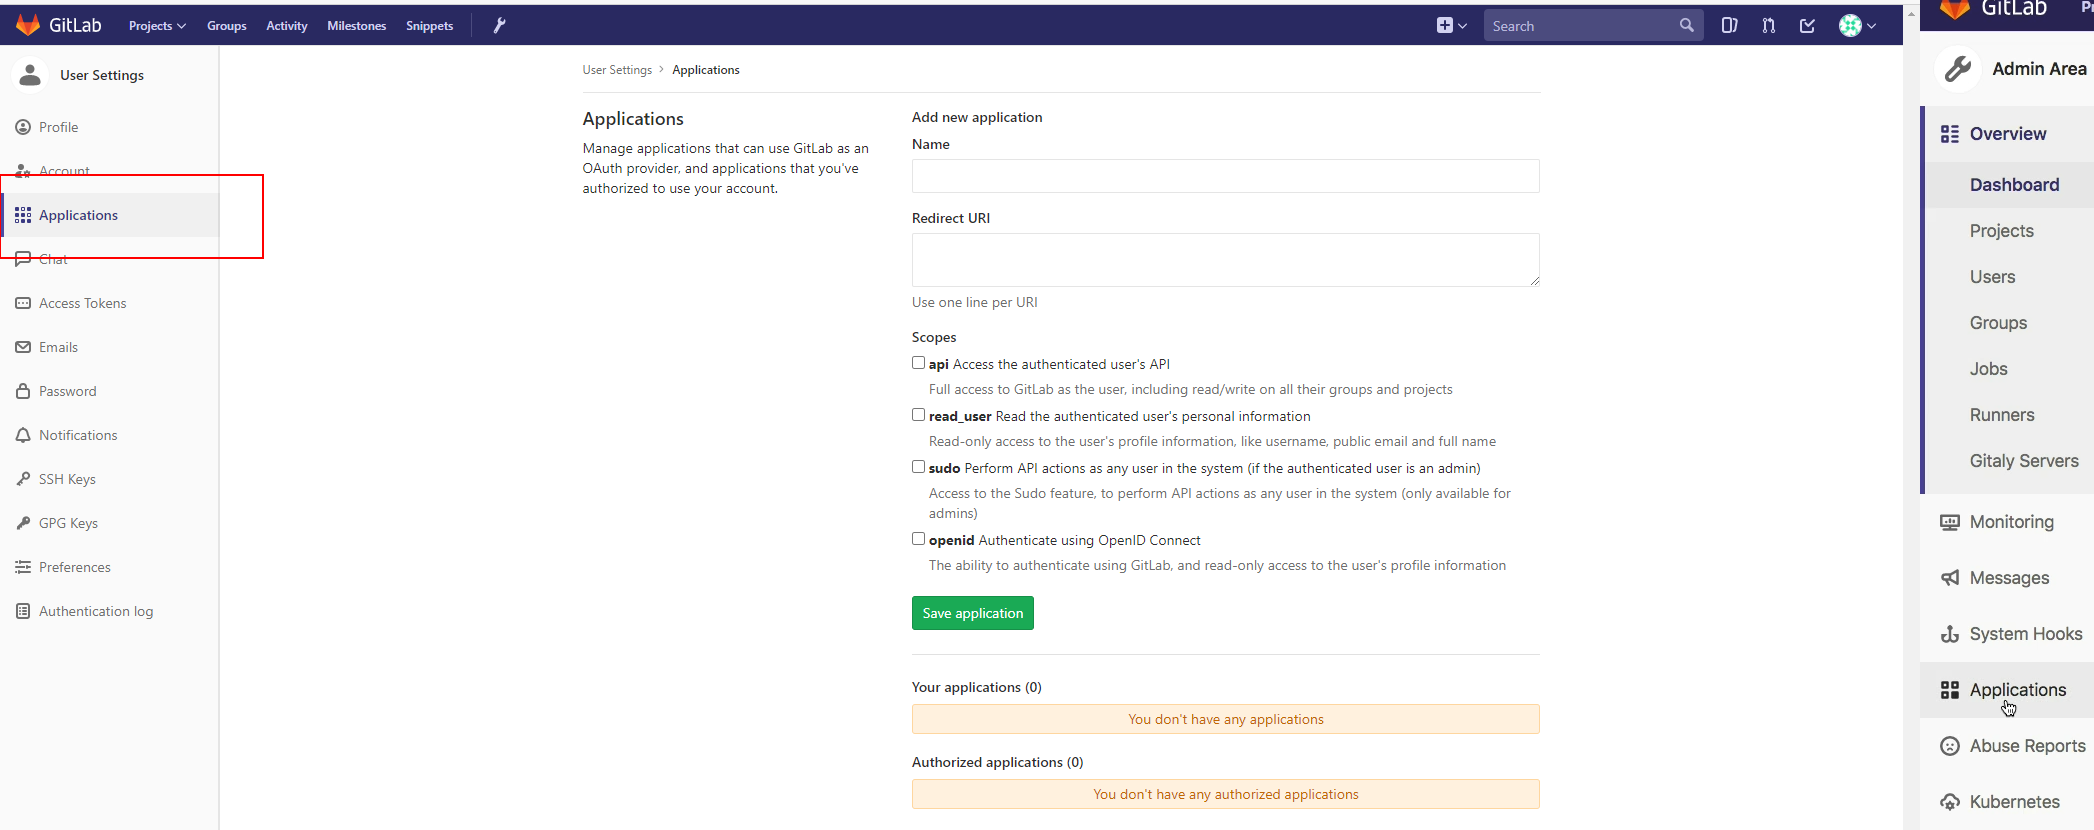 GitLab Projects Groups Activity Milestones Snippets Search
User Settings
Profile
Account
Applications
Chat
Access Tokens
Emails
Password
Notifications
SSH Keys
GPG Keys
Preferences
Authentication log
User Settings > Applications
Applications
Manage applications that can use GitLab as an
OAuth provider, and applications that you've
authorized to use your account.
Add new application
Name
Redirect URI
Use one line per URI
Scopes
api Access the authenticated user's API
Full access to GitLab as the user, including read/write on all their groups and projects
read_user Read the authenticated user's personal information
Read-only access to the user's profile information, like username, public email and full name
sudo Perform API actions as any user in the system (if the authenticated user is an admin)
Access to the Sudo feature, to perform API actions as any user in the system (only available for
admins)
openid Authenticate using OpenID Connect
The ability to authenticate using GitLab, and read-only access to the user's profile information
Save application
Your applications (0)
You don't have any applications
Authorized applications (0)
You don't have any authorized applications
GitLab
Admin Area
Overview
Dashboard
Projects
Users
Groups
Jobs
Runners
Gitaly Servers
Monitoring
Messages
System Hooks
Applications
Abuse Reports
Kubernetes